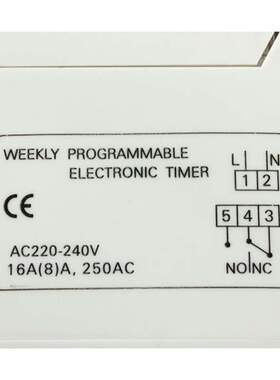 WEEKLY PROGRAMMABLE
ELECTRONIC TIMER
L N
1 2
CE
5 4 3
AC220-240V
16A(8)A, 250AC
NO NC